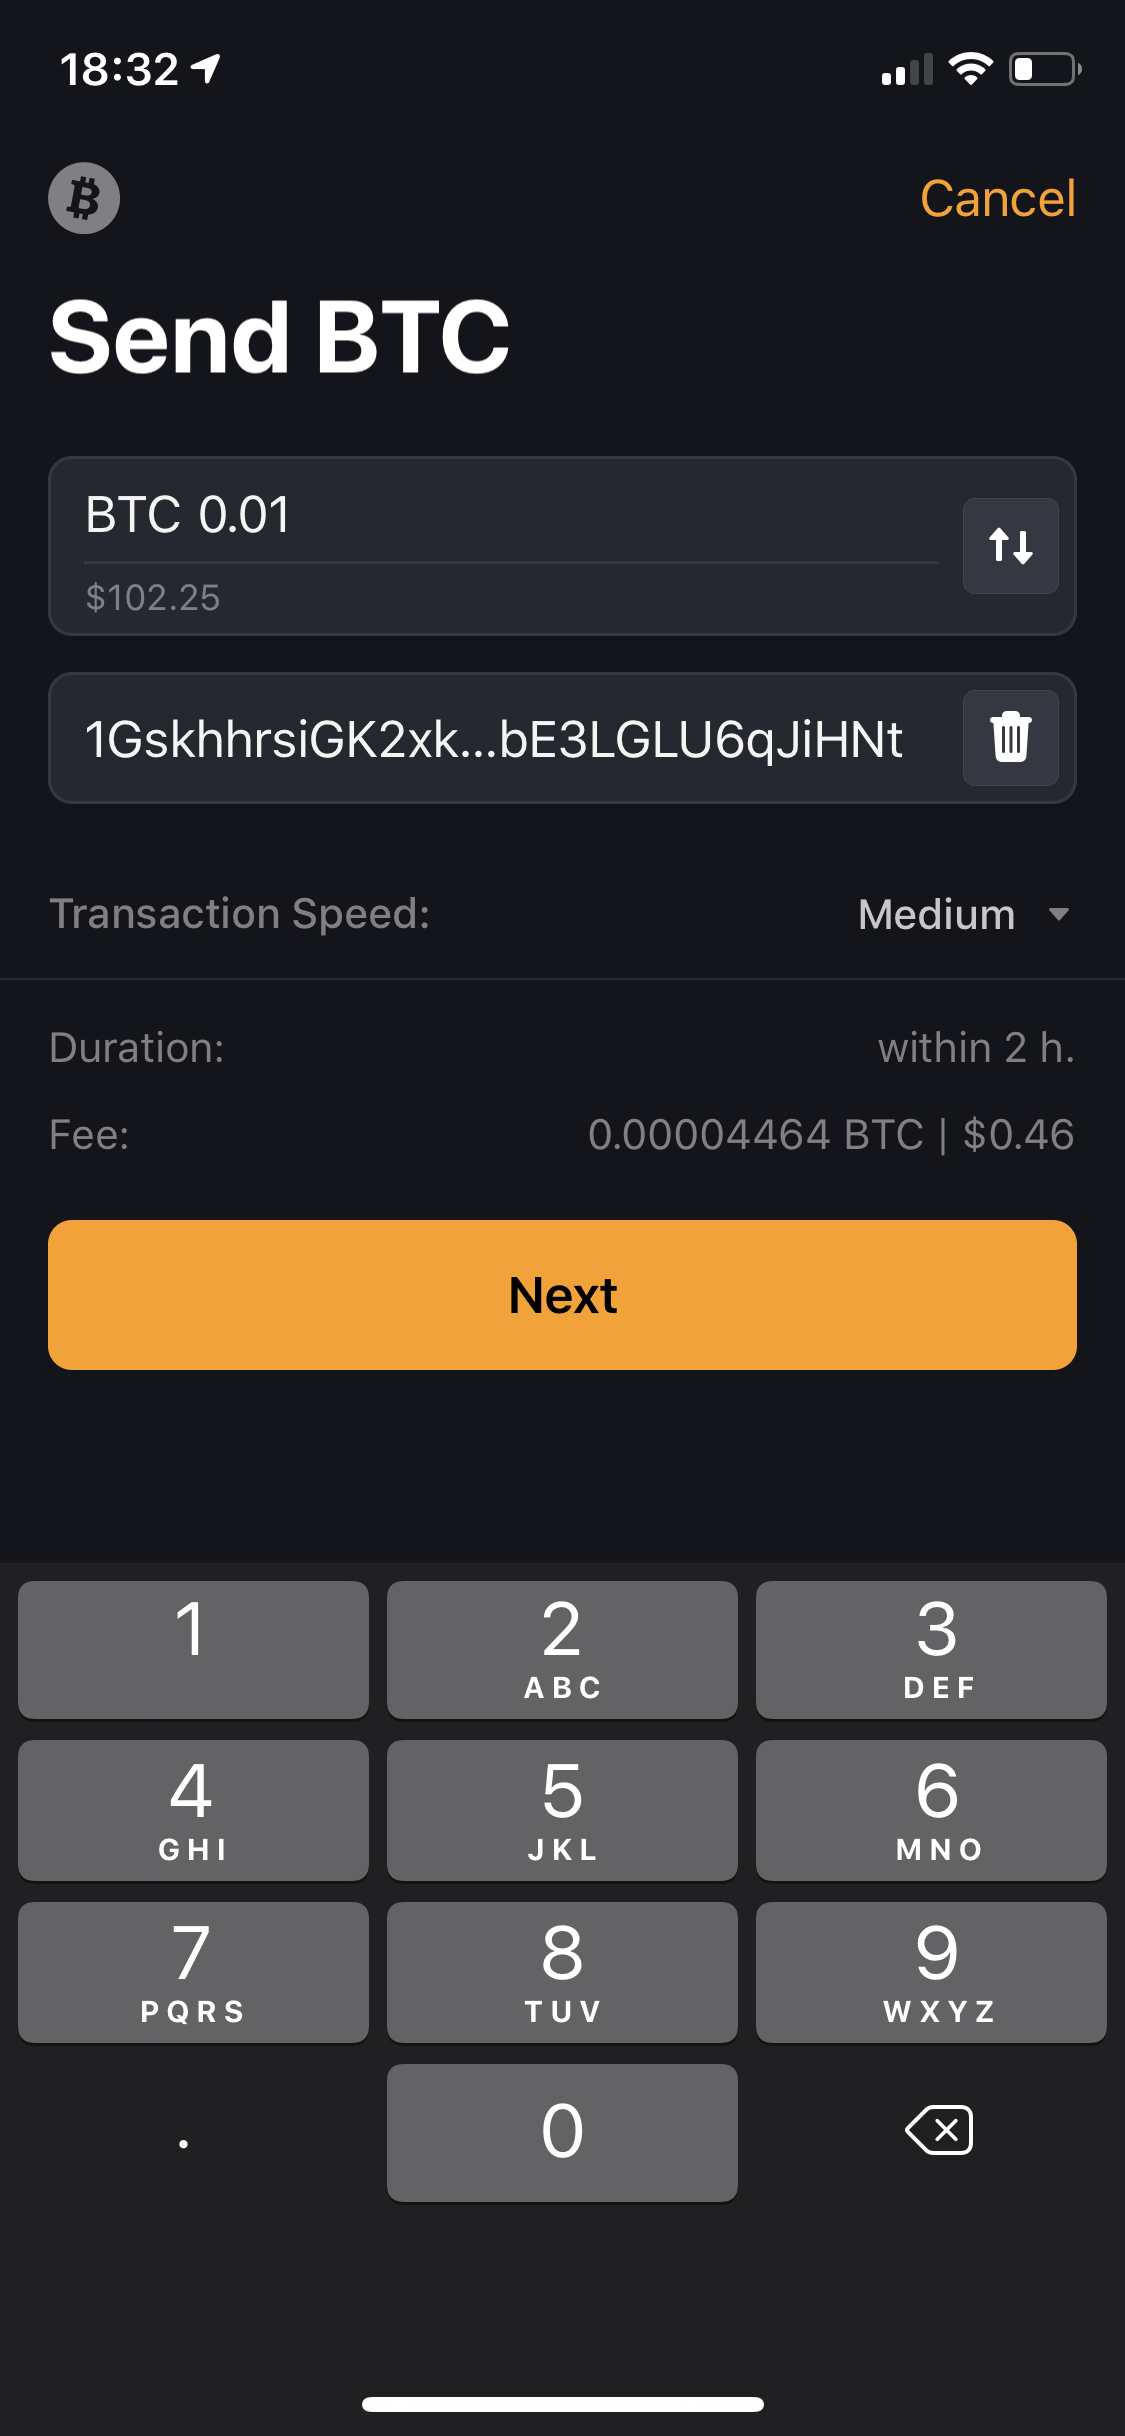 18:32
Cancel
Send BTC
BTC 0.01
$102.25
1GskhhrsiGK2xk...bE3LGLU6qJiHNt
Transaction Speed: Medium
Duration: within 2 h.
Fee: 0.00004464 BTC | $0.46
Next
1 2 3
ABC DEF
4 5 6
GHI JKL MNO
7 8 9
PQRS TUV WXYZ
. 0